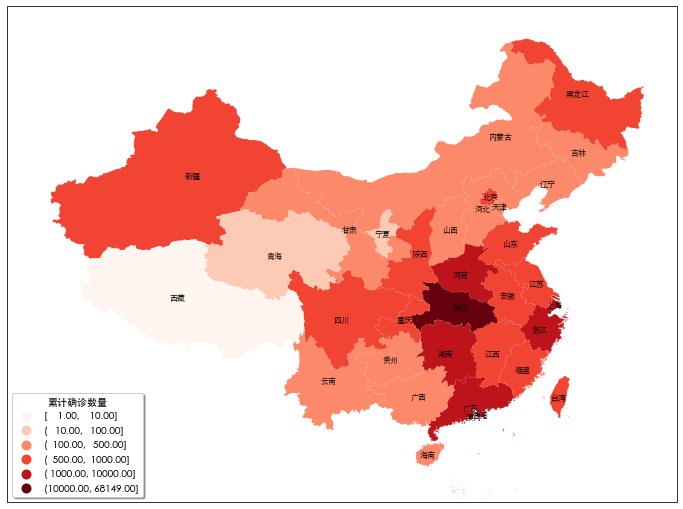 黑龙江
内蒙古
吉林
新疆
辽宁
北京
天津
河北
甘肃
宁夏
山西
山东
青海
陕西
河南
西藏
江苏
安徽
上海
湖北
四川
重庆
浙江
湖南
江西
贵州
福建
云南
广西
台湾
广东
澳门
海南
累计确诊数量
[ 1.00, 10.00]
( 10.00, 100.00]
( 100.00, 500.00]
( 500.00, 1000.00]
( 1000.00, 10000.00]
(10000.00, 68149.00]